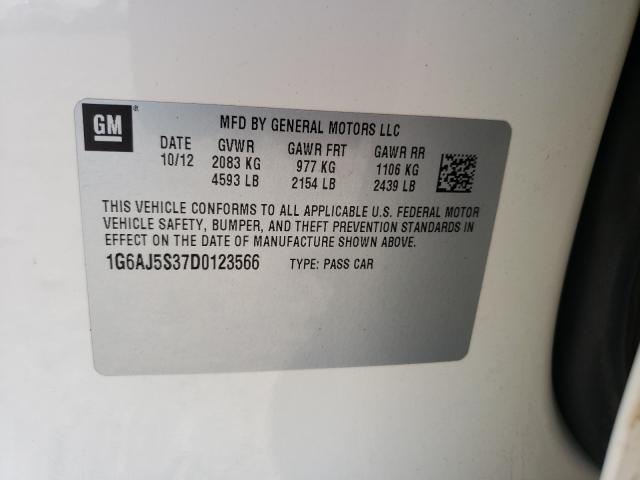 GM
MFD BY GENERAL MOTORS LLC
DATE GVWR GAWR FRT GAWR RR
10/12 2083 KG 977 KG 1106 KG
4593 LB 2154 LB 2439 LB
THIS VEHICLE CONFORMS TO ALL APPLICABLE U.S. FEDERAL MOTOR
VEHICLE SAFETY, BUMPER, AND THEFT PREVENTION STANDARDS IN
EFFECT ON THE DATE OF MANUFACTURE SHOWN ABOVE.
1G6AJ5S37D0123566 TYPE: PASS CAR